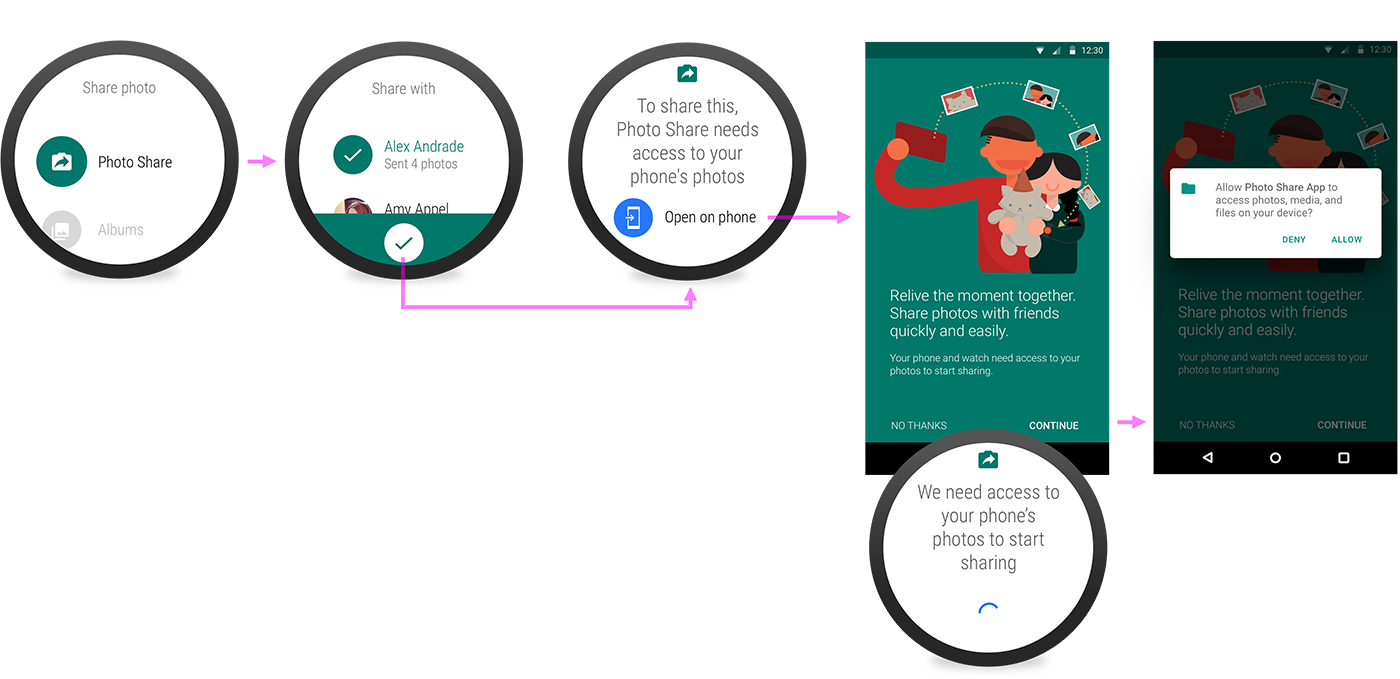 Share photo
Photo Share
Albums
Share with
Alex Andrade
Sent 4 photos
Amy Appel
To share this,
Photo Share needs
access to your
phone's photos
Open on phone
12:30
Relive the moment together.
Share photos with friends
quickly and easily.
Your phone and watch need access to your
photos to start sharing.
NO THANKS
CONTINUE
We need access to
your phone’s
photos to start
sharing
12:30
Allow Photo Share App to
access photos, media, and
files on your device?
DENY
ALLOW
Relive the moment together.
Share photos with friends
quickly and easily.
Your phone and watch need access to your
photos to start sharing.
NO THANKS
CONTINUE